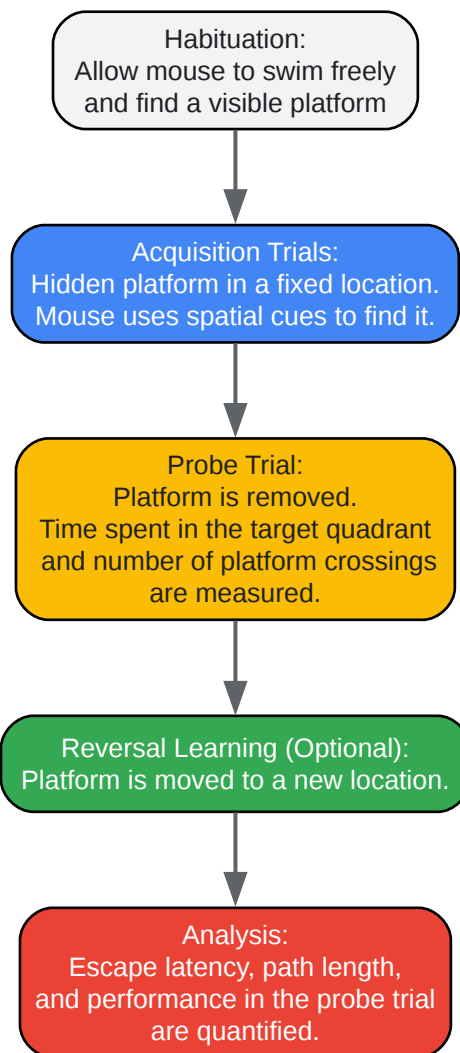 Habituation:
Allow mouse to swim freely
and find a visible platform
Acquisition Trials:
Hidden platform in a fixed location.
Mouse uses spatial cues to find it.
Probe Trial:
Platform is removed.
Time spent in the target quadrant
and number of platform crossings
are measured.
Reversal Learning (Optional):
Platform is moved to a new location.
Analysis:
Escape latency, path length,
and performance in the probe trial
are quantified.